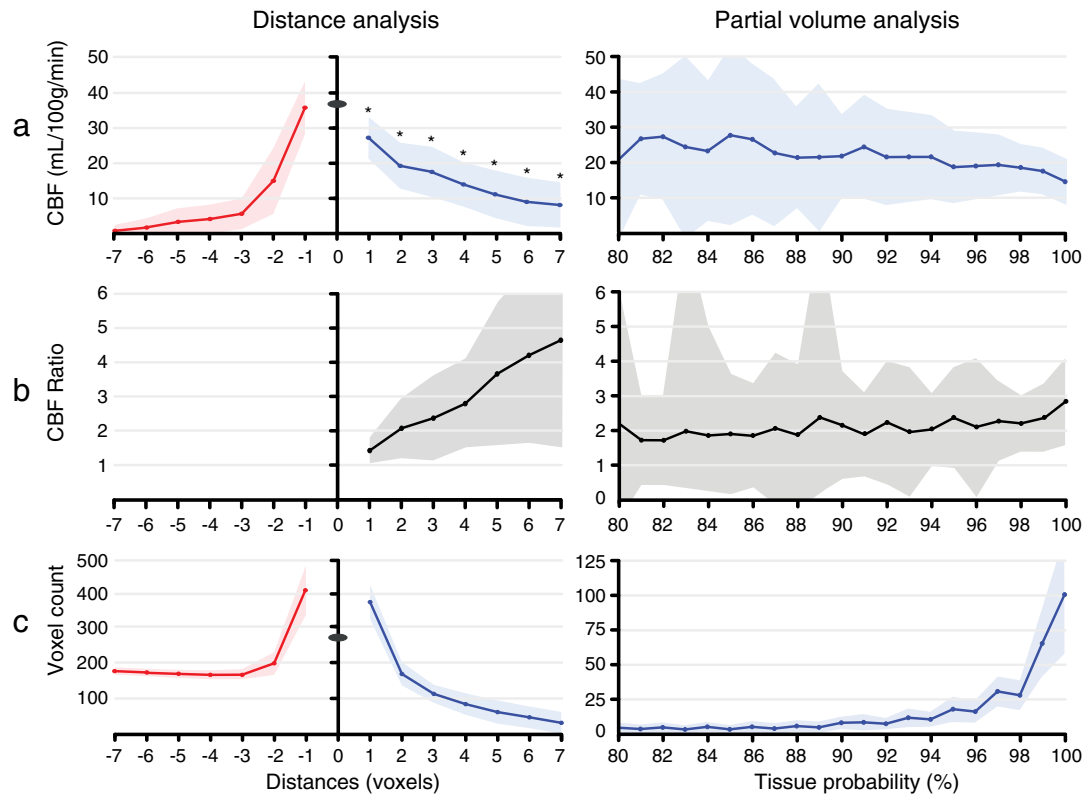 Distance analysis
Partial volume analysis
a
CBF (mL/100g/min)
50
40
30
20
10
* * * * * * *
-7 -6 -5 -4 -3 -2 -1 0 1 2 3 4 5 6 7
50
40
30
20
10
80 82 84 86 88 90 92 94 96 98 100
b
CBF Ratio
6
5
4
3
2
1
-7 -6 -5 -4 -3 -2 -1 0 1 2 3 4 5 6 7
6
5
4
3
2
1
0
80 82 84 86 88 90 92 94 96 98 100
c
Voxel count
500
400
300
200
100
-7 -6 -5 -4 -3 -2 -1 0 1 2 3 4 5 6 7
Distances (voxels)
125
100
75
50
25
0
80 82 84 86 88 90 92 94 96 98 100
Tissue probability (%)